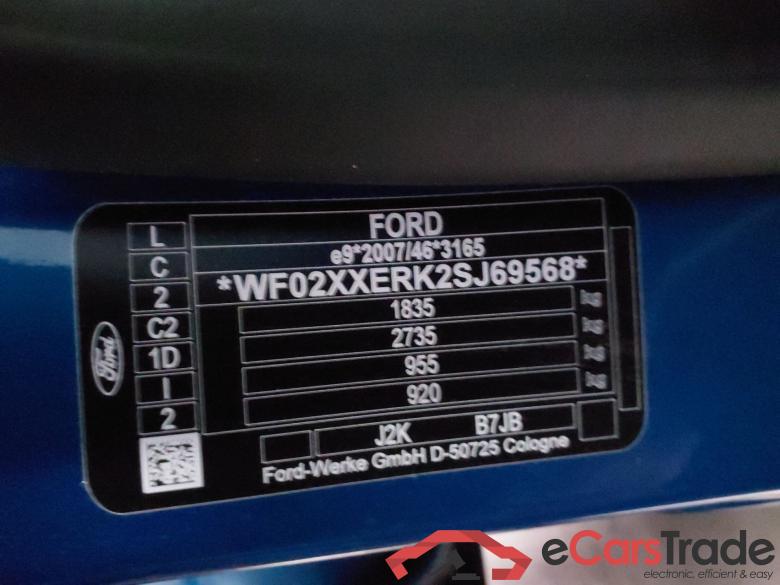 FORD
e9*2007/46*3165
*WF02XXERK2SJ69568*
1835 kg
2735 kg
955 kg
920 kg
L
C
2
C2
1D
I
2
Ford
J2K B7JB
Ford-Werke GmbH D-50725 Cologne
eCarsTrade
electronic, efficient & easy